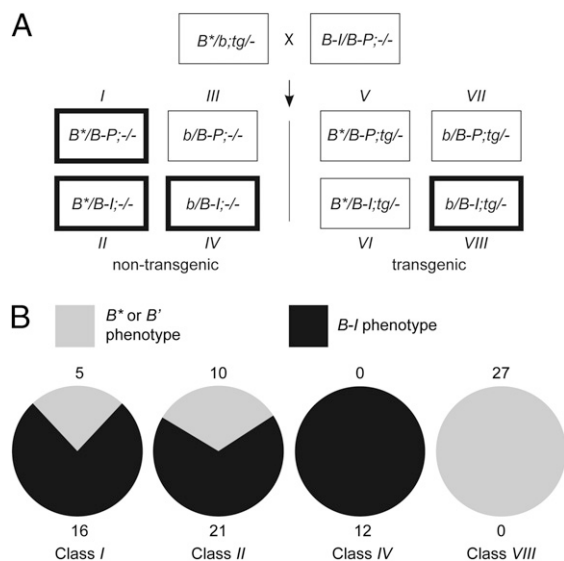 A
B*/b;tg/- X B-I/B-P;-/-
I III V VII
B*/B-P;-/- b/B-P;-/- B*/B-P;tg/- b/B-P;tg/-
B*/B-I;-/- b/B-I;-/- B*/B-I;tg/- b/B-I;tg/-
II IV VI VIII
non-transgenic transgenic
B
B* or B' phenotype
B-I phenotype
5 10 0 27
16 21 12 0
Class I Class II Class IV Class VIII